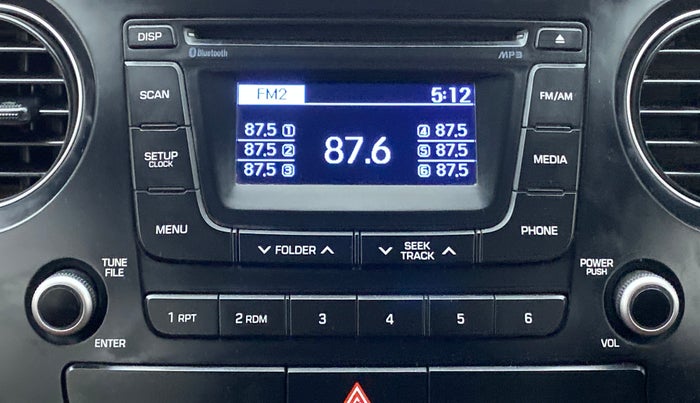 DISP
Bluetooth
MP3
SCAN
FM2
5:12
FM/AM
87.5 1
4 87.5
SETUP
CLOCK
87.5 2
87.6
5 87.5
MEDIA
87.5 3
6 87.5
MENU
PHONE
FOLDER
SEEK
TRACK
TUNE
FILE
POWER
PUSH
1 RPT
2 RDM
3
4
5
6
ENTER
VOL